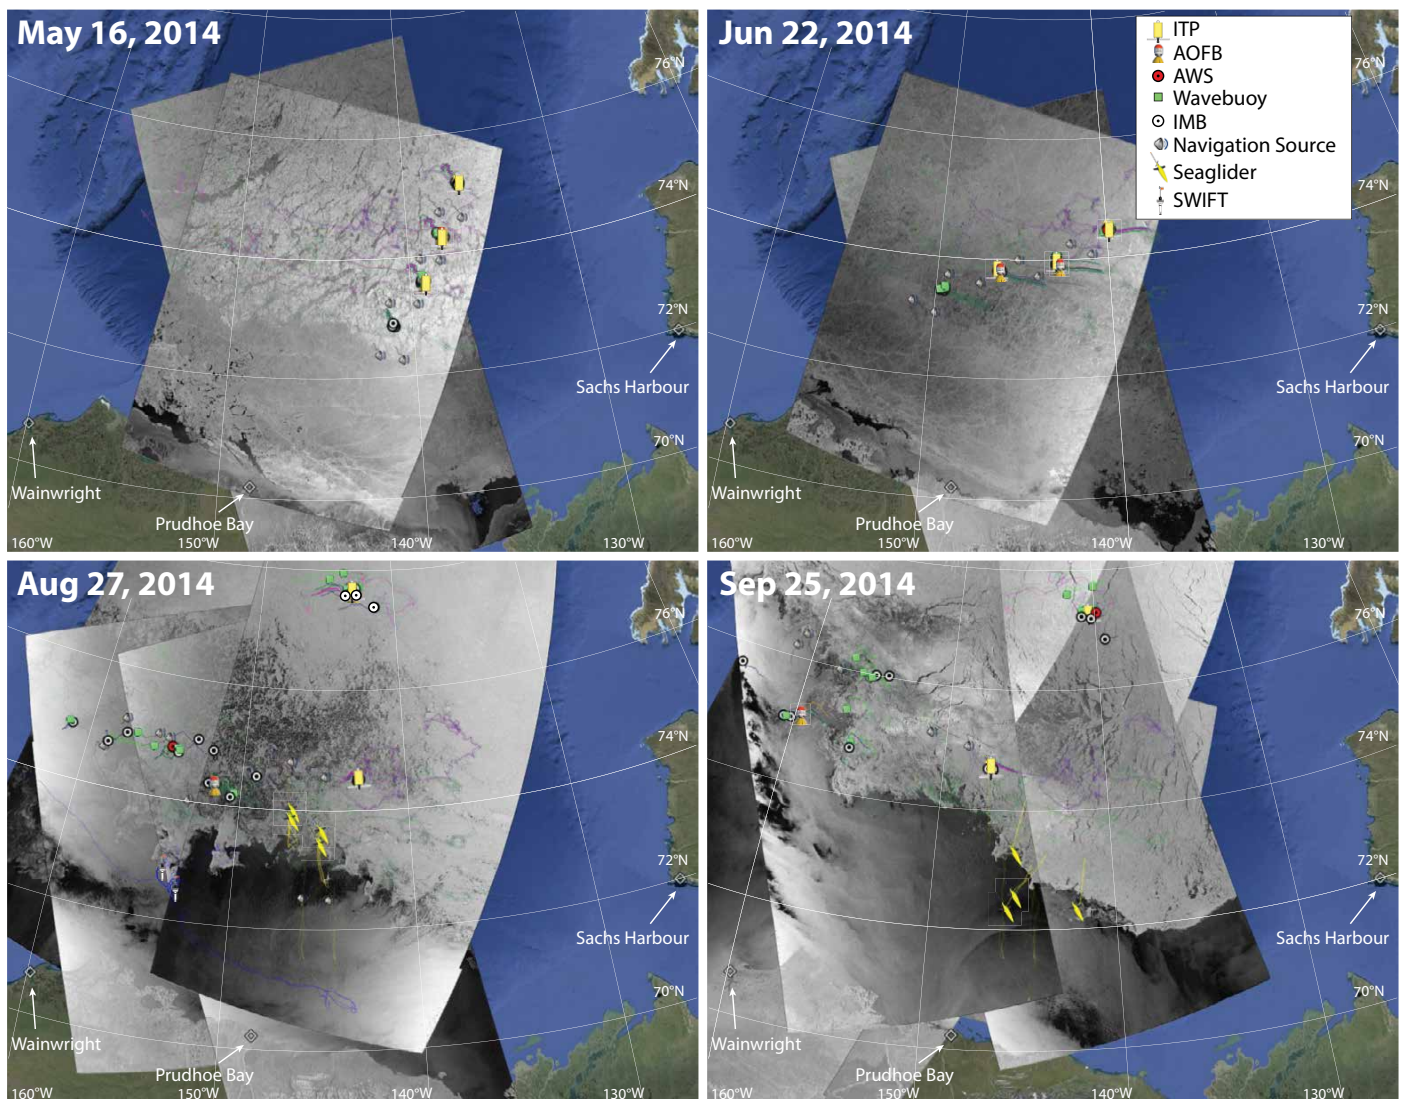 May 16, 2014
76°N
74°N
72°N
Sachs Harbour
70°N
Wainwright
Prudhoe Bay
160°W
150°W
140°W
130°W
Jun 22, 2014
ITP
AOFB
AWS
Wavebuoy
IMB
Navigation Source
Seaglider
SWIFT
76°N
74°N
72°N
Sachs Harbour
70°N
Wainwright
Prudhoe Bay
160°W
150°W
140°W
130°W
Aug 27, 2014
76°N
74°N
72°N
Sachs Harbour
70°N
Wainwright
Prudhoe Bay
160°W
150°W
140°W
130°W
Sep 25, 2014
76°N
74°N
72°N
Sachs Harbour
70°N
Wainwright
Prudhoe Bay
160°W
150°W
140°W
130°W